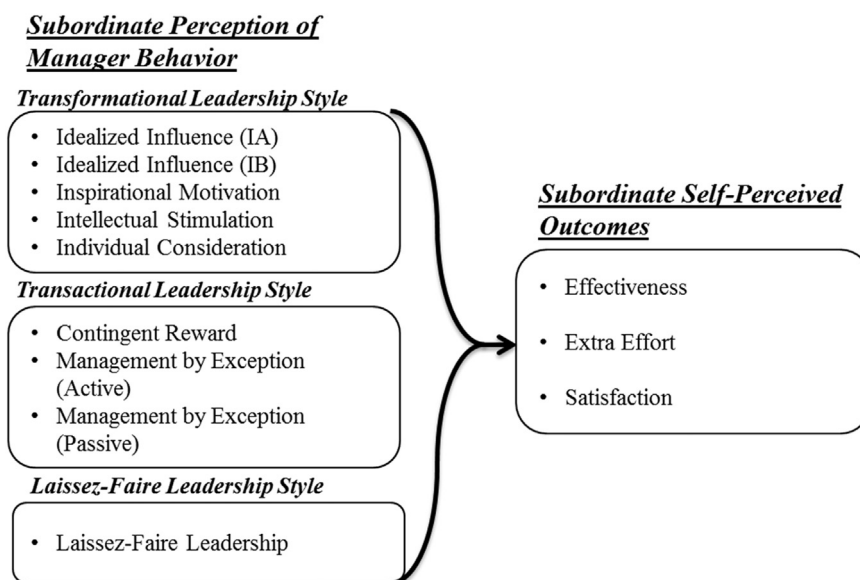 Subordinate Perception of
Manager Behavior
Transformational Leadership Style
• Idealized Influence (IA)
• Idealized Influence (IB)
• Inspirational Motivation
• Intellectual Stimulation
• Individual Consideration
Transactional Leadership Style
• Contingent Reward
• Management by Exception
(Active)
• Management by Exception
(Passive)
Laissez-Faire Leadership Style
• Laissez-Faire Leadership
Subordinate Self-Perceived
Outcomes
• Effectiveness
• Extra Effort
• Satisfaction